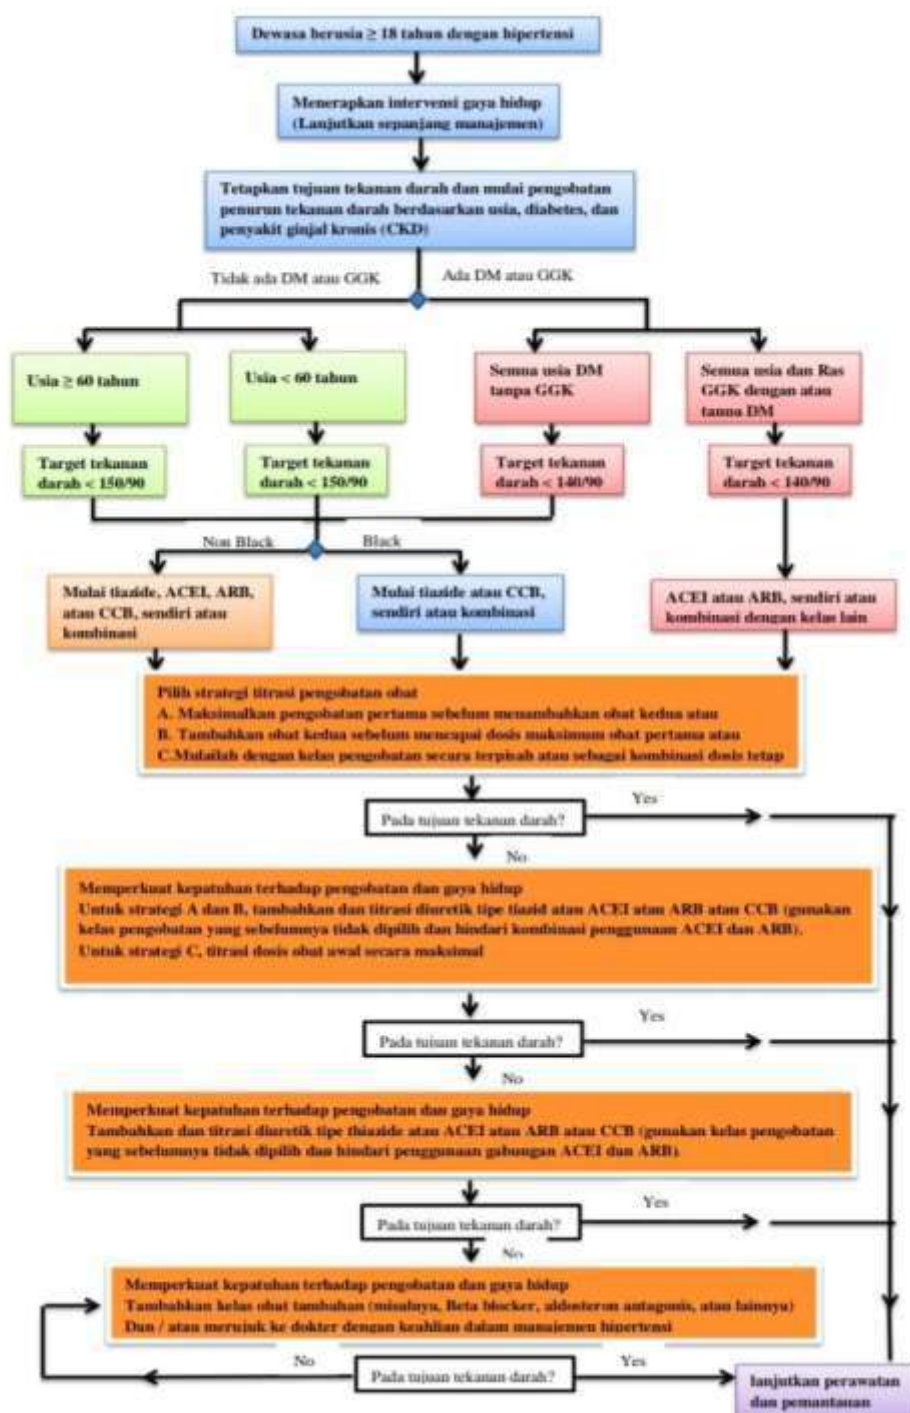 Dewasa berusia ≥ 18 tahun dengan hipertensi
Menerapkan intervensi gaya hidup
(Lanjutkan sepanjang manajemen)
Tetapkan tujuan tekanan darah dan mulai pengobatan
penurun tekanan darah berdasarkan usia, diabetes, dan
penyakit ginjal kronis (CKD)
Tidak ada DM atau GGK
Ada DM atau GGK
Usia ≥ 60 tahun
Usia < 60 tahun
Semua usia DM
tanpa GGK
Semua usia dan Ras
GGK dengan atau
tanna DM
Target tekanan
darah < 150/90
Target tekanan
darah < 150/90
Target tekanan
darah < 140/90
Target tekanan
darah < 140/90
Non Black
Black
Mulai tiazide, ACEI, ARB,
atau CCB, sendiri atau
kombinasi
Mulai tiazide atau CCB,
sendiri atau kombinasi
ACEI atau ARB, sendiri atau
kombinasi dengan kelas lain
Pilih strategi titrasi pengobatan obat
A. Maksimalkan pengobatan pertama sebelum menambahkan obat kedua atau
B. Tambahkan obat kedua sebelum mencapai dosis maksimum obat pertama atau
C.Mulailah dengan kelas pengobatan secara terpisah atau sebagai kombinasi dosis tetap
Pada tujuan tekanan darah?
Yes
No
Memperkuat kepatuhan terhadap pengobatan dan gaya hidup
Untuk strategi A dan B, tambahkan dan titrasi diuretik tipe tiazid atau ACEI atau ARB atau CCB (gunakan
kelas pengobatan yang sebelumnya tidak dipilih dan hindari kombinasi penggunaan ACEI dan ARB).
Untuk strategi C, titrasi dosis obat awal secara maksimal
Pada tujuan tekanan darah?
Yes
No
Memperkuat kepatuhan terhadap pengobatan dan gaya hidup
Tambahkan dan titrasi diuretik tipe thiazide atau ACEI atau ARB atau CCB (gunakan kelas pengobatan
yang sebelumnya tidak dipilih dan hindari penggunaan gabungan ACEI dan ARB).
Pada tujuan tekanan darah?
Yes
No
Memperkuat kepatuhan terhadap pengobatan dan gaya hidup
Tambahkan kelas obat tambahan (misalnya, Beta blocker, aldosteron antagonis, atau lainnya)
Dan / atau merujuk ke dokter dengan keahlian dalam manajemen hipertensi
No
Pada tujuan tekanan darah?
Yes
lanjutkan perawatan
dan pemantauan